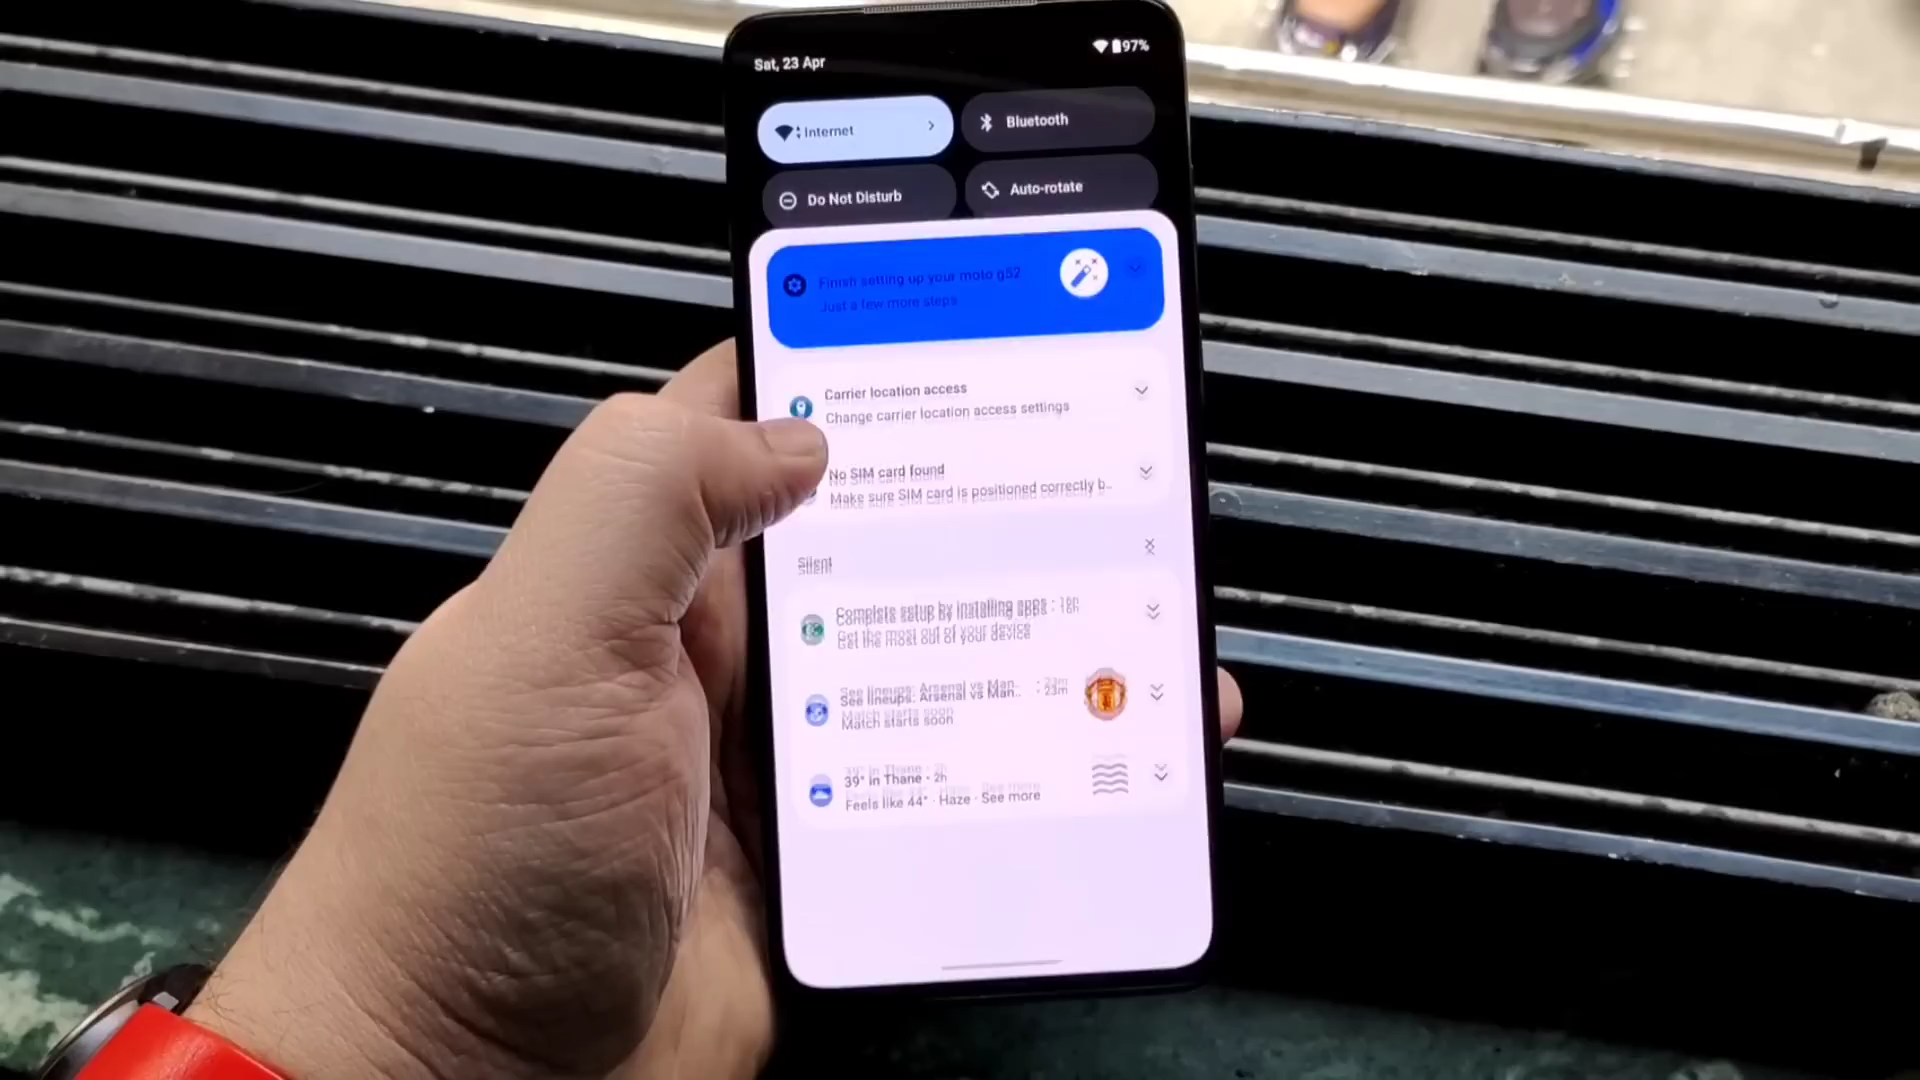 Sat, 23 Apr
97%
Internet
Bluetooth
Do Not Disturb
Auto-rotate
Finish setting up your moto g52
Just a few more steps
Carrier location access
Change carrier location access settings
No SIM card found
Make sure SIM card is positioned correctly b..
Silent
Complete setup by installing apps · 16h
Get the most out of your device
See lineups: Arsenal vs Man.. · 23m
Match starts soon
39° in Thane · 2h
Feels like 44° · Haze · See more